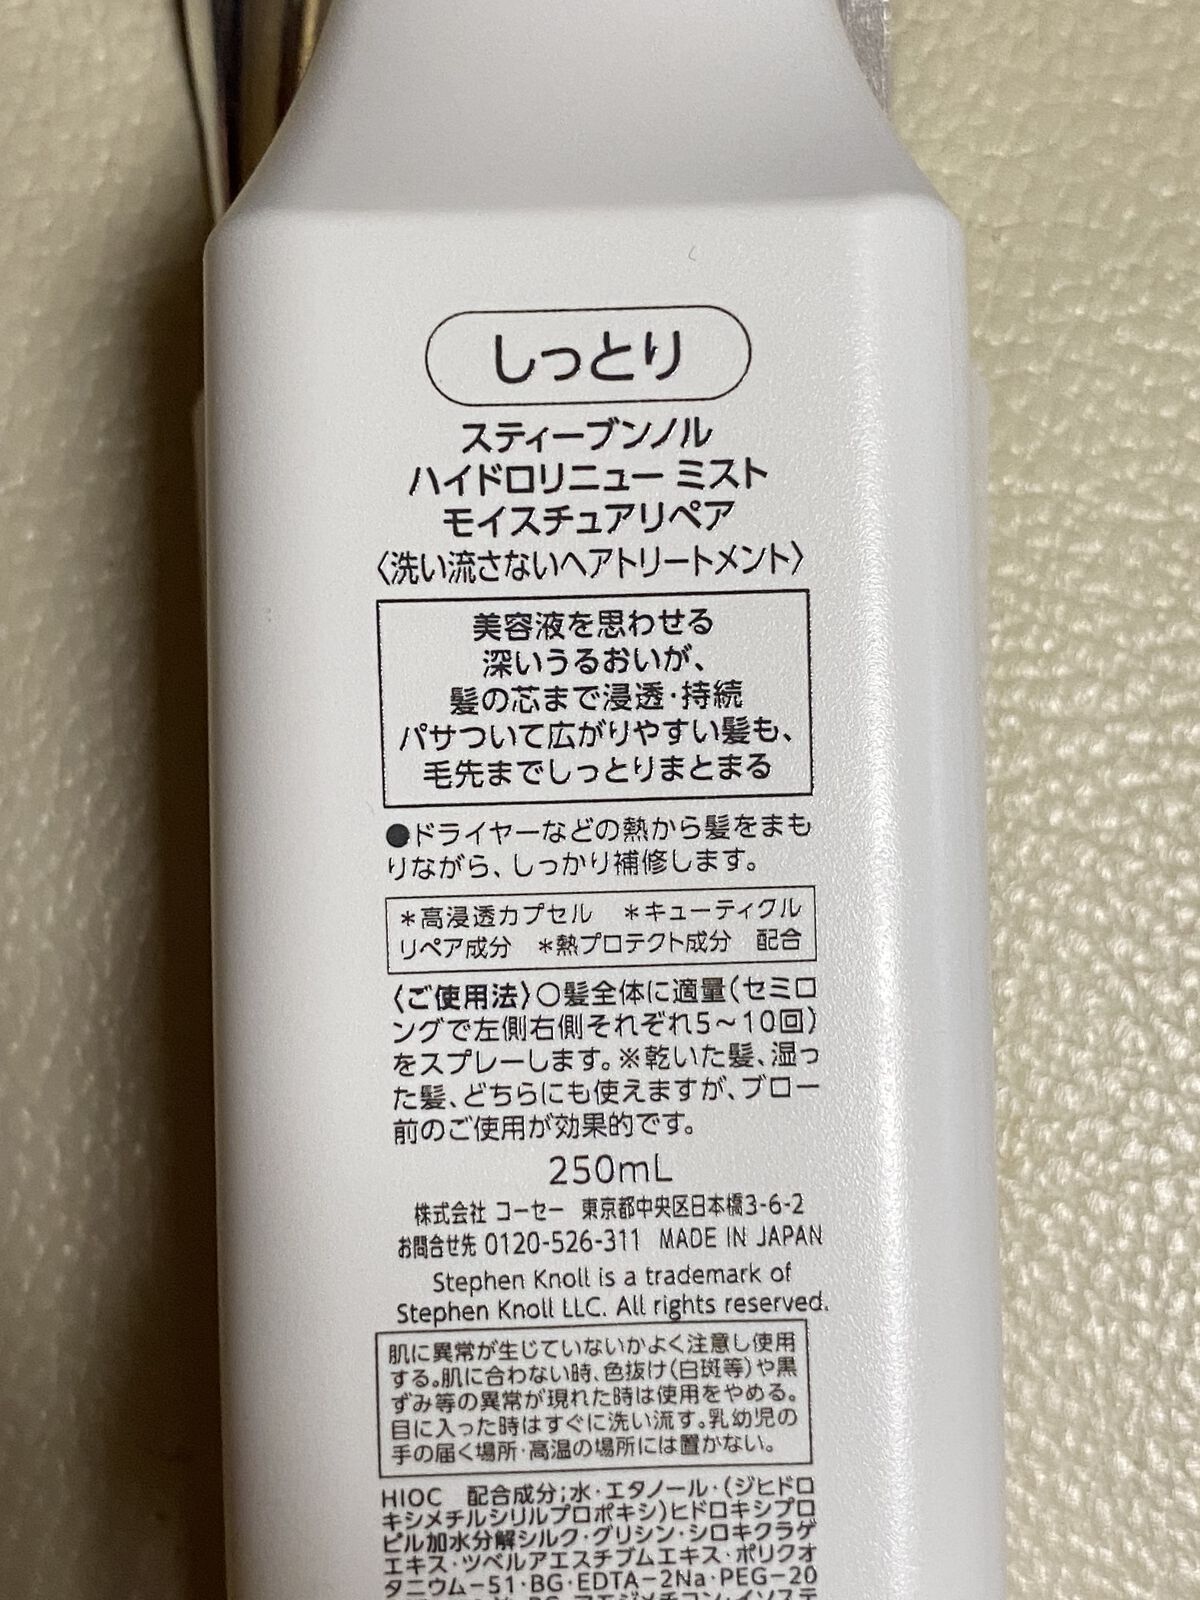 しっとり
スティーブンノル
ハイドロリニュー ミスト
モイスチュアリペア
〈洗い流さないヘアトリートメント〉
美容液を思わせる
深いうるおいが、
髪の芯まで浸透・持続
パサついて広がりやすい髪も、
毛先までしっとりまとまる
●ドライヤーなどの熱から髪をまも
りながら、しっかり補修します。
＊高浸透カプセル ＊キューティクル
リペア成分 ＊熱プロテクト成分 配合
〈ご使用法〉○髪全体に適量(セミロ
ングで左側右側それぞれ5〜10回)
をスプレーします。※乾いた髪、湿っ
た髪、どちらにも使えますが、ブロー
前のご使用が効果的です。
250mL
株式会社 コーセー 東京都中央区日本橋3-6-2
お問合せ先 0120-526-311 MADE IN JAPAN
Stephen Knoll is a trademark of
Stephen Knoll LLC. All rights reserved.
肌に異常が生じていないかよく注意し使用
する。肌に合わない時、色抜け(白斑等)や黒
ずみ等の異常が現れた時は使用をやめる。
目に入った時はすぐに洗い流す。乳幼児の
手の届く場所・高温の場所には置かない。
HIOC 配合成分；水・エタノール・(ジヒドロ
キシメチルシリルプロポキシ)ヒドロキシプロ
ピル加水分解シルク・グリシン・シロキクラゲ
エキス・ツベルアエスチブムエキス・ポリクオ
タニウム−51・BG・EDTA−2Na・PEG−20